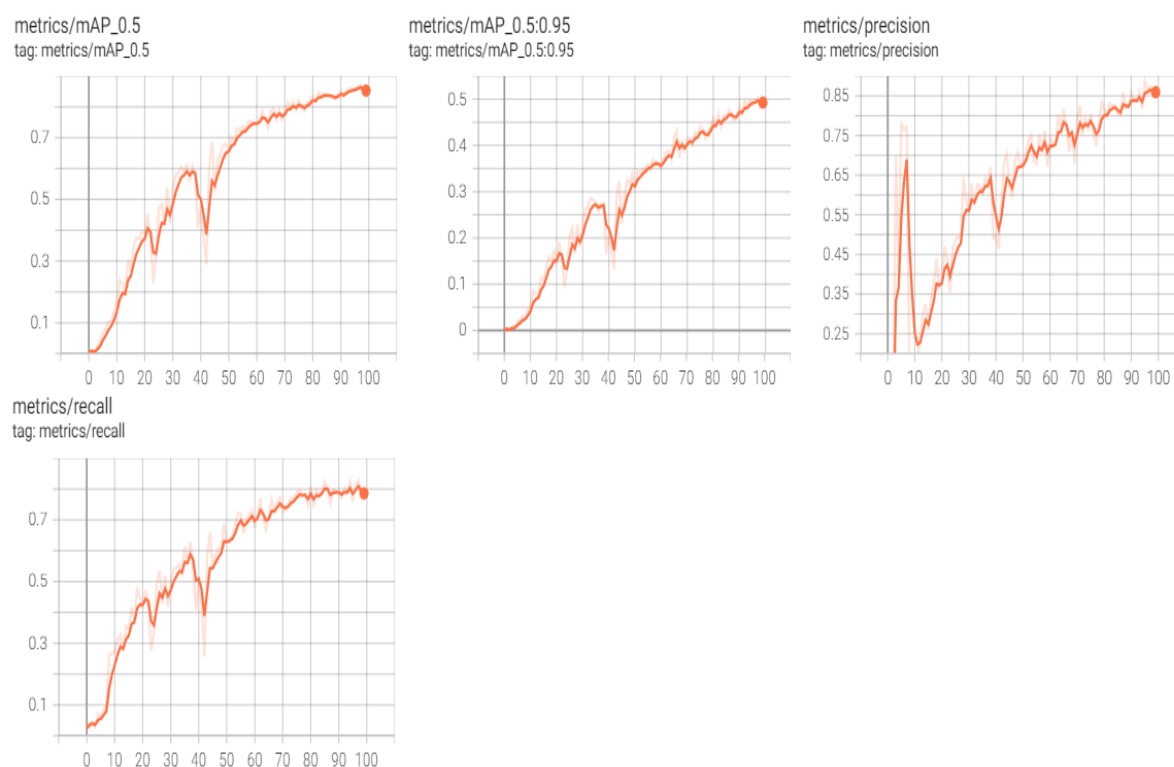 metrics/mAP_0.5
tag: metrics/mAP_0.5
0.7
0.5
0.3
0.1
0 10 20 30 40 50 60 70 80 90 100
metrics/mAP_0.5:0.95
tag: metrics/mAP_0.5:0.95
0.5
0.4
0.3
0.2
0.1
0
0 10 20 30 40 50 60 70 80 90 100
metrics/precision
tag: metrics/precision
0.85
0.75
0.65
0.55
0.45
0.35
0.25
0 10 20 30 40 50 60 70 80 90 100
metrics/recall
tag: metrics/recall
0.7
0.5
0.3
0.1
0 10 20 30 40 50 60 70 80 90 100